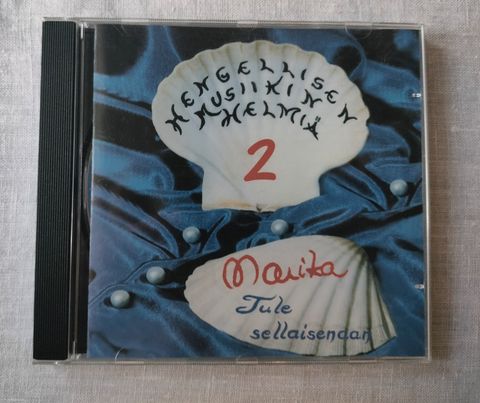 HENGELLISEN
MUSIIKIN
HELMIÄ
2
Marika
Tule
sellaisenaan